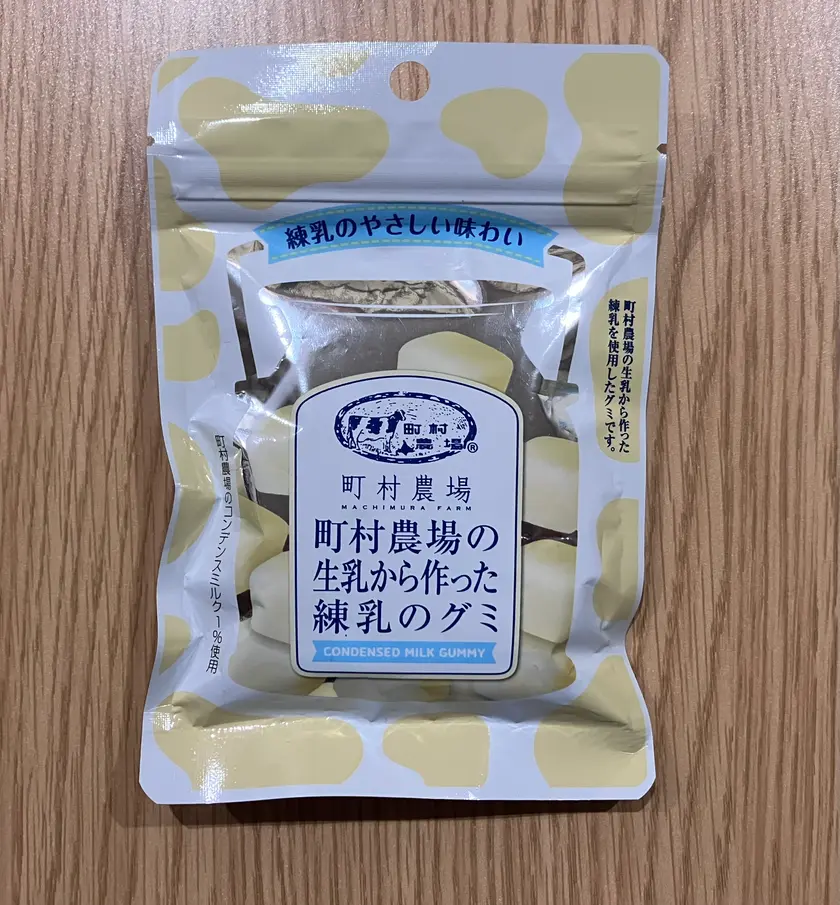 練乳のやさしい味わい
町村農場の生乳から作った
練乳を使用したグミです。
町村
農場®
町村農場
MACHIMURA FARM
町村農場の
生乳から作った
練乳のグミ
CONDENSED MILK GUMMY
町村農場のコンデンスミルク1%使用